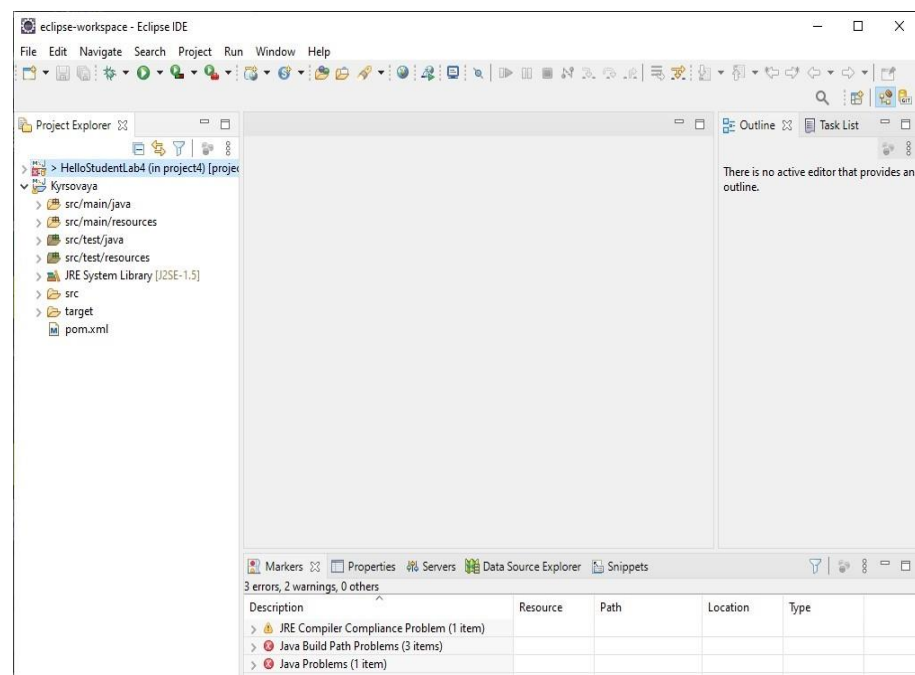 eclipse-workspace - Eclipse IDE
File Edit Navigate Search Project Run Window Help
Project Explorer
> HelloStudentLab4 (in project4) [projec
Kyrsovaya
src/main/java
src/main/resources
src/test/java
src/test/resources
JRE System Library [J2SE-1.5]
src
target
pom.xml
Outline Task List
There is no active editor that provides an
outline.
Markers Properties Servers Data Source Explorer Snippets
3 errors, 2 warnings, 0 others
Description Resource Path Location Type
JRE Compiler Compliance Problem (1 item)
Java Build Path Problems (3 items)
Java Problems (1 item)